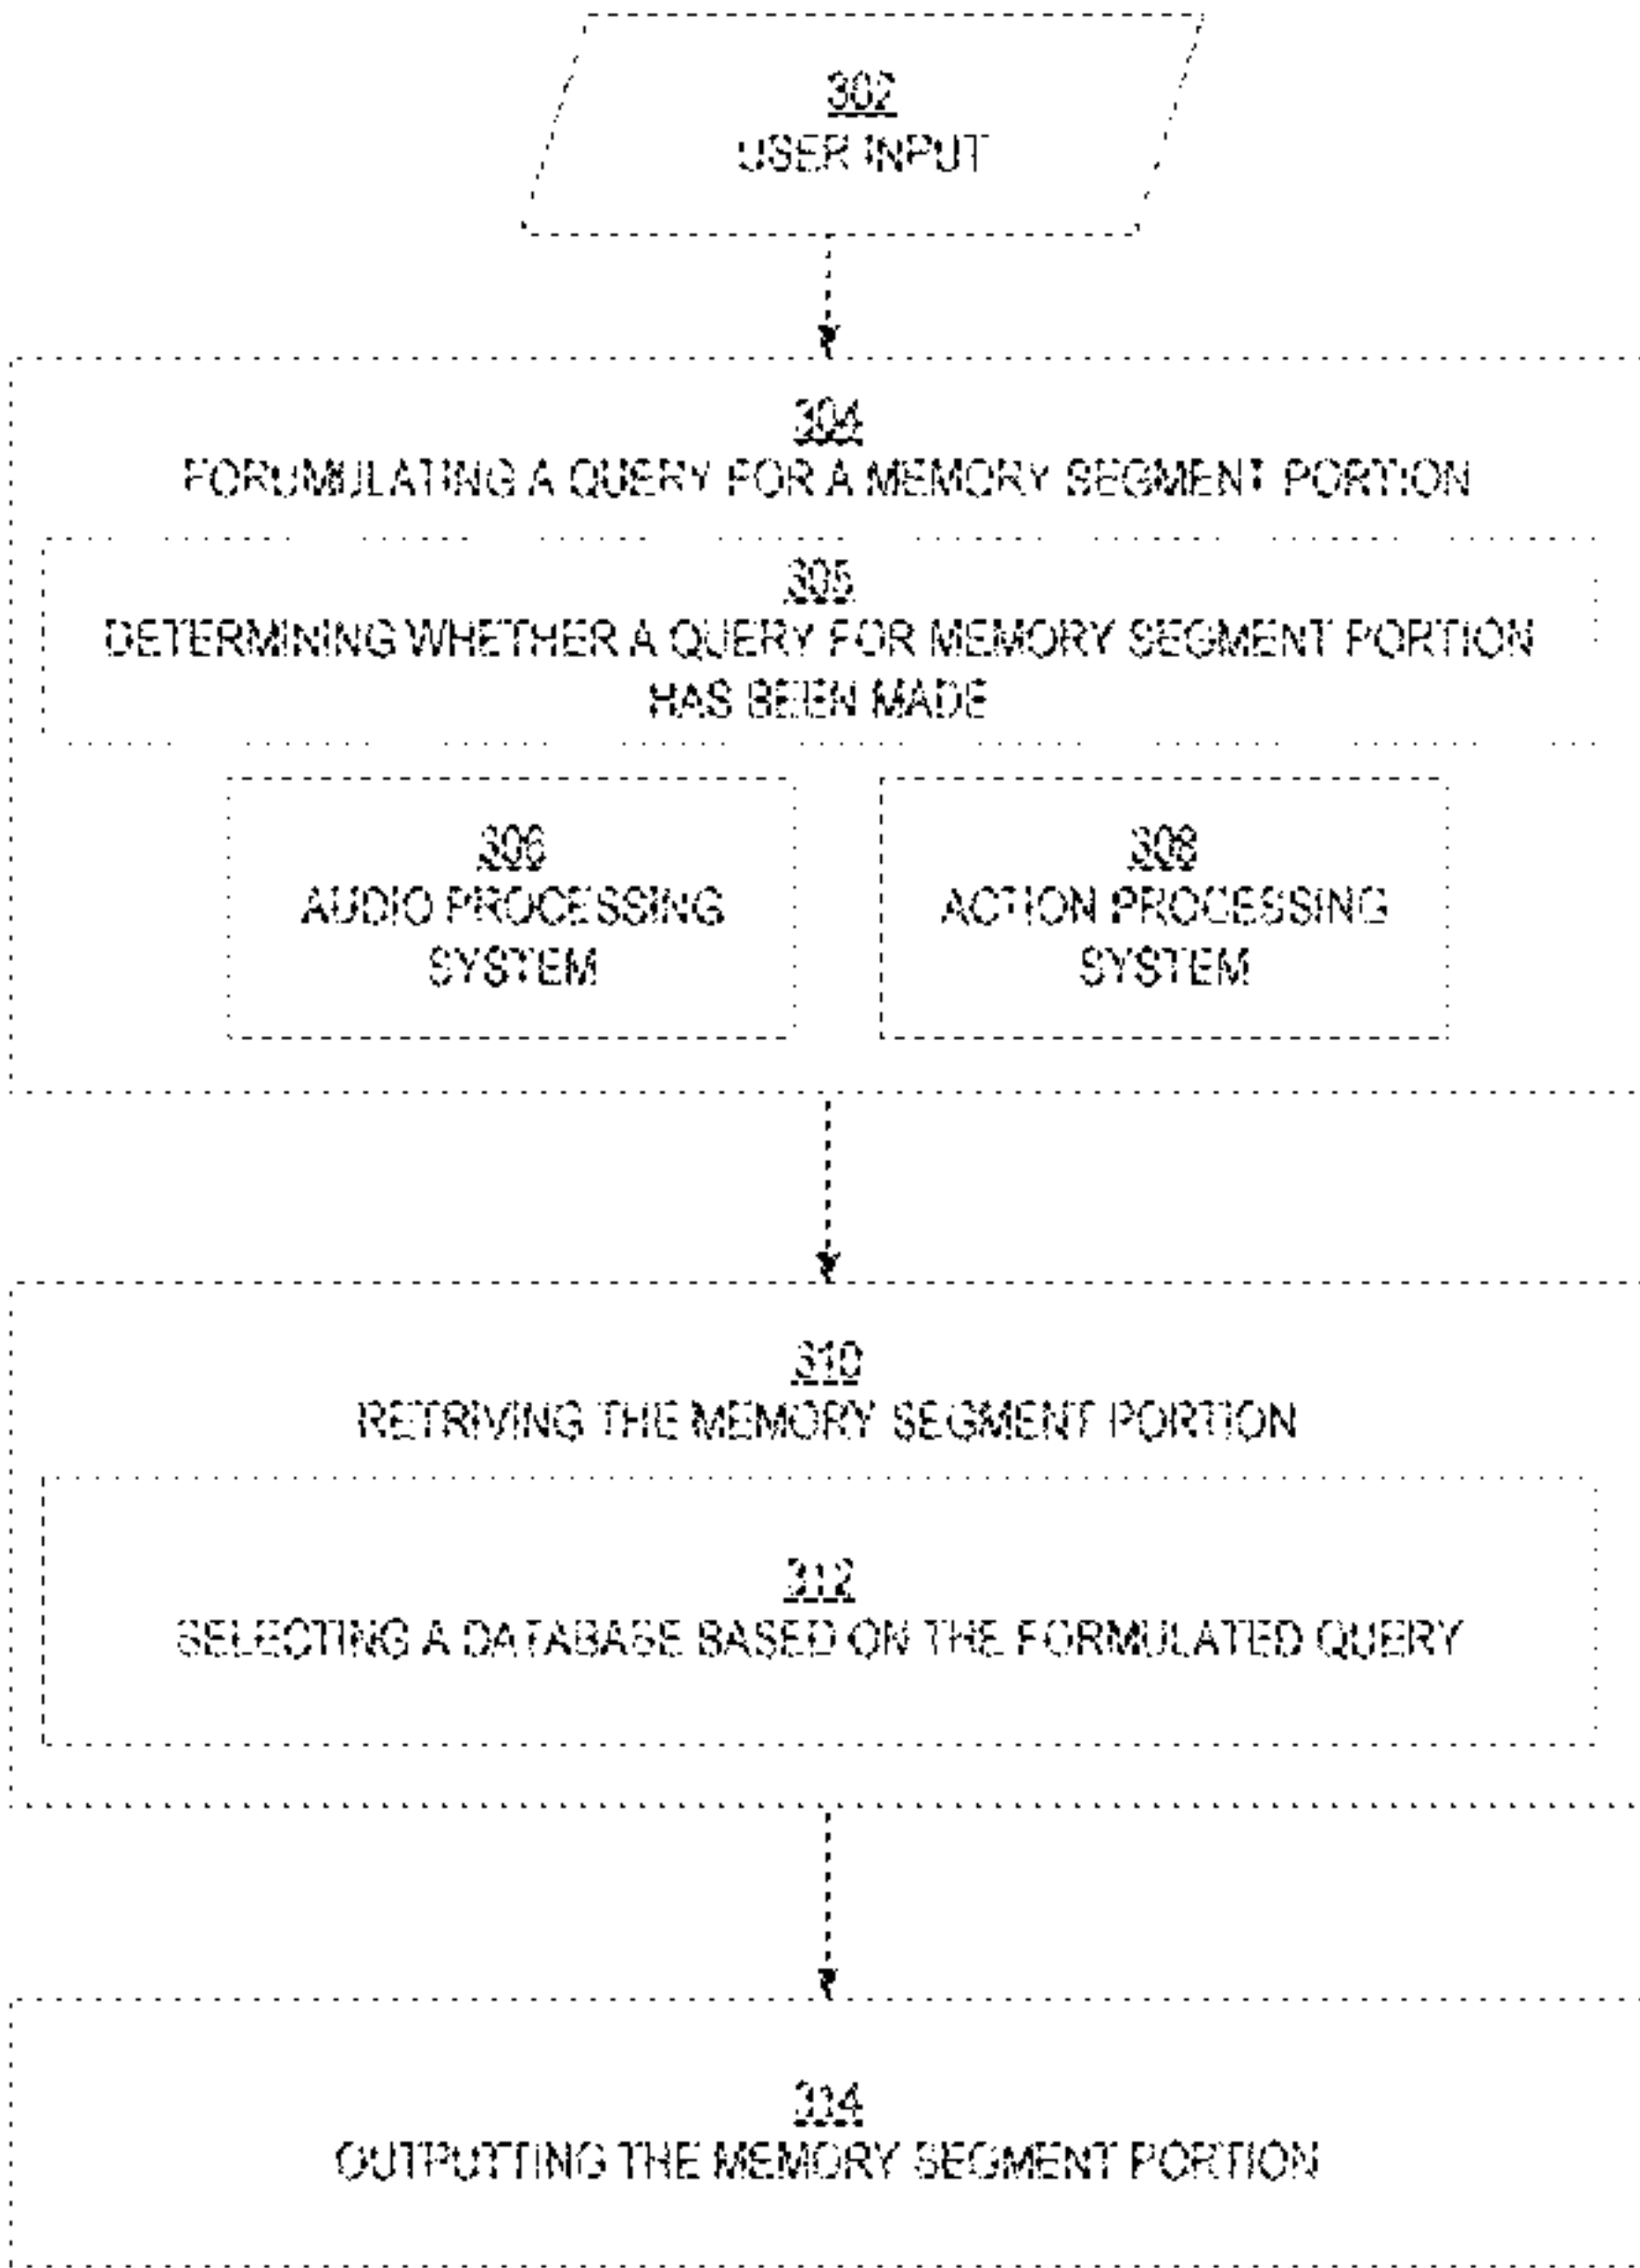 302
USER INPUT
304
FORUMULATING A QUERY FOR A MEMORY SEGMENT PORTION
305
DETERMINING WHETHER A QUERY FOR MEMORY SEGMENT PORTION
HAS BEEN MADE
306
AUDIO PROCESSING
SYSTEM
308
ACTION PROCESSING
SYSTEM
310
RETRIVING THE MEMORY SEGMENT PORTION
312
SELECTING A DATABASE BASED ON THE FORMULATED QUERY
314
OUTPUTTING THE MEMORY SEGMENT PORTION